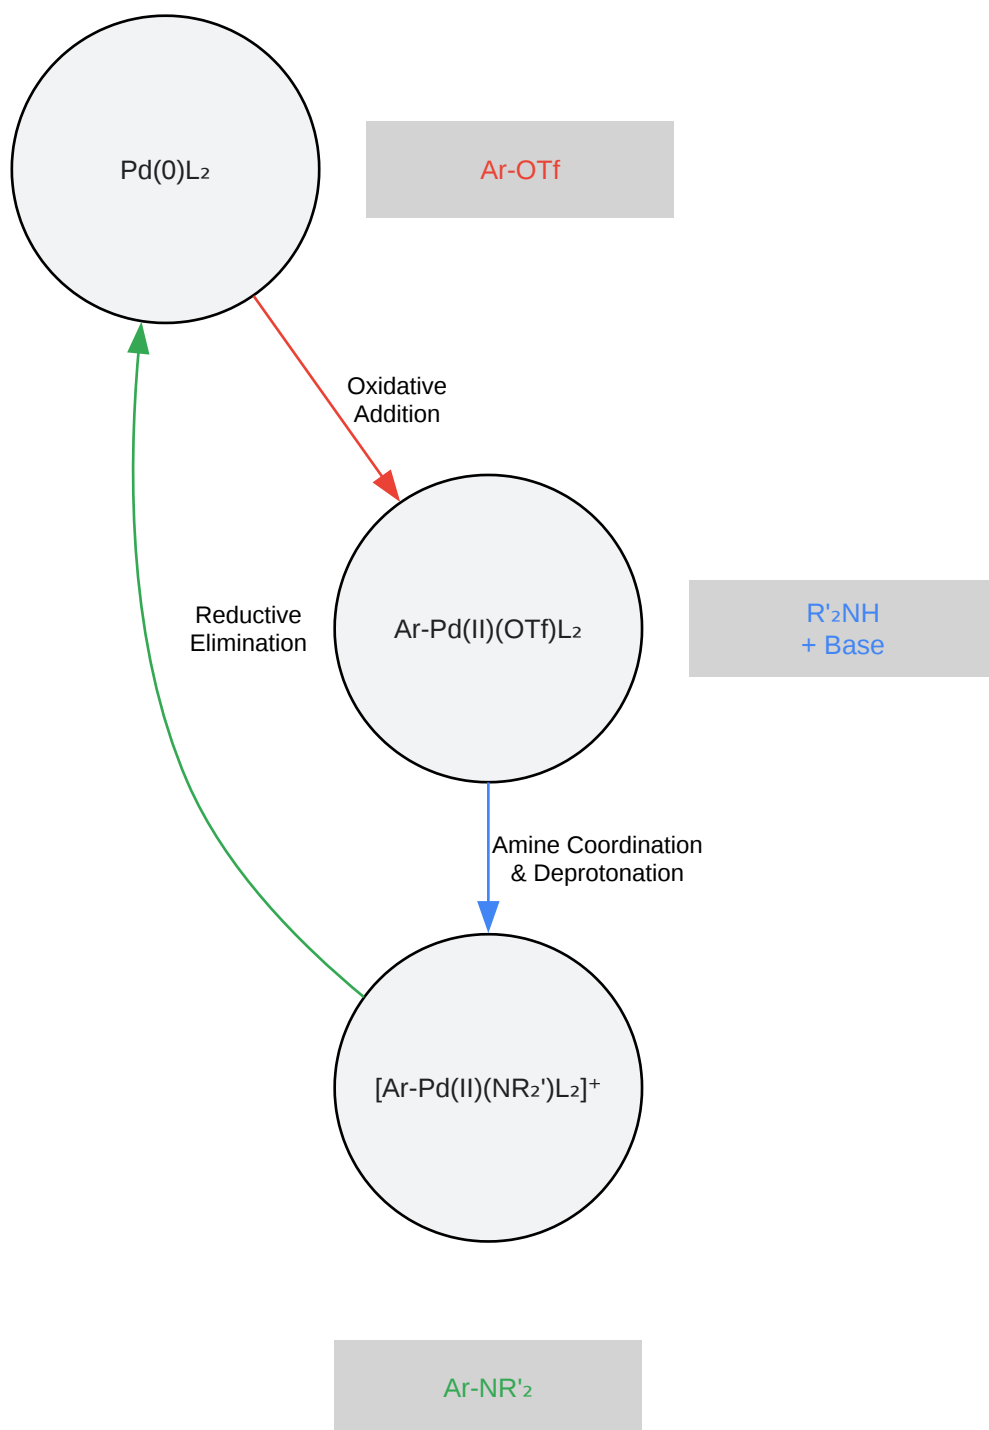 Pd(0)L₂
Ar-OTf
Oxidative
Addition
Reductive
Elimination
Ar-Pd(II)(OTf)L₂
R'₂NH
+ Base
Amine Coordination
& Deprotonation
[Ar-Pd(II)(NR₂')L₂]⁺
Ar-NR'₂